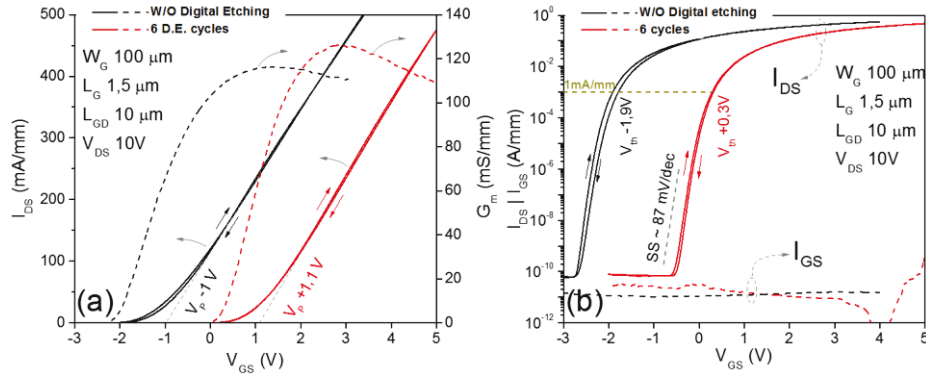 W/O Digital Etching
6 D.E. cycles
W_G 100 μm
L_G 1,5 μm
L_GD 10 μm
V_DS 10V
V_P -1 V
V_P +1,1 V
(a)
500
450
400
350
300
250
200
150
100
50
0
I_DS (mA/mm)
140
120
100
80
60
40
20
0
G_m (mS/mm)
-3 -2 -1 0 1 2 3 4 5
V_GS (V)
W/O Digital etching
6 cycles
1mA/mm
I_DS
W_G 100 μm
L_G 1,5 μm
L_GD 10 μm
V_DS 10V
V_th -1,9V
V_th +0,3V
SS ~ 87 mV/dec
I_GS
(b)
10^0
10^-2
10^-4
10^-6
10^-8
10^-10
10^-12
I_DS | I_GS (A/mm)
-3 -2 -1 0 1 2 3 4 5
V_GS (V)